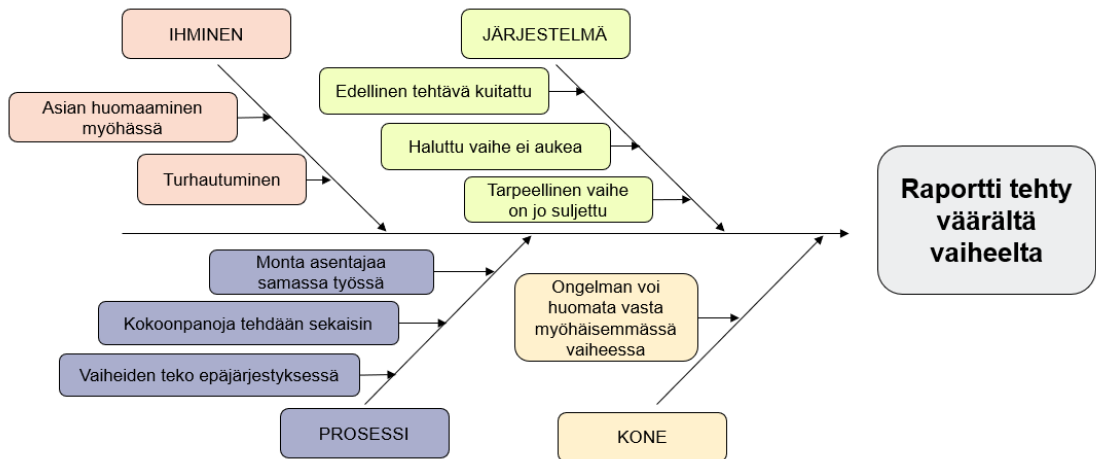 IHMINEN
Asian huomaaminen
myöhässä
Turhautuminen
JÄRJESTELMÄ
Edellinen tehtävä kuitattu
Haluttu vaihe ei aukea
Tarpeellinen vaihe
on jo suljettu
Raportti tehty
väärältä
vaiheelta
Monta asentajaa
samassa työssä
Kokoonpanoja tehdään sekaisin
Vaiheiden teko epäjärjestyksessä
PROSESSI
Ongelman voi
huomata vasta
myöhäisemmässä
vaiheessa
KONE